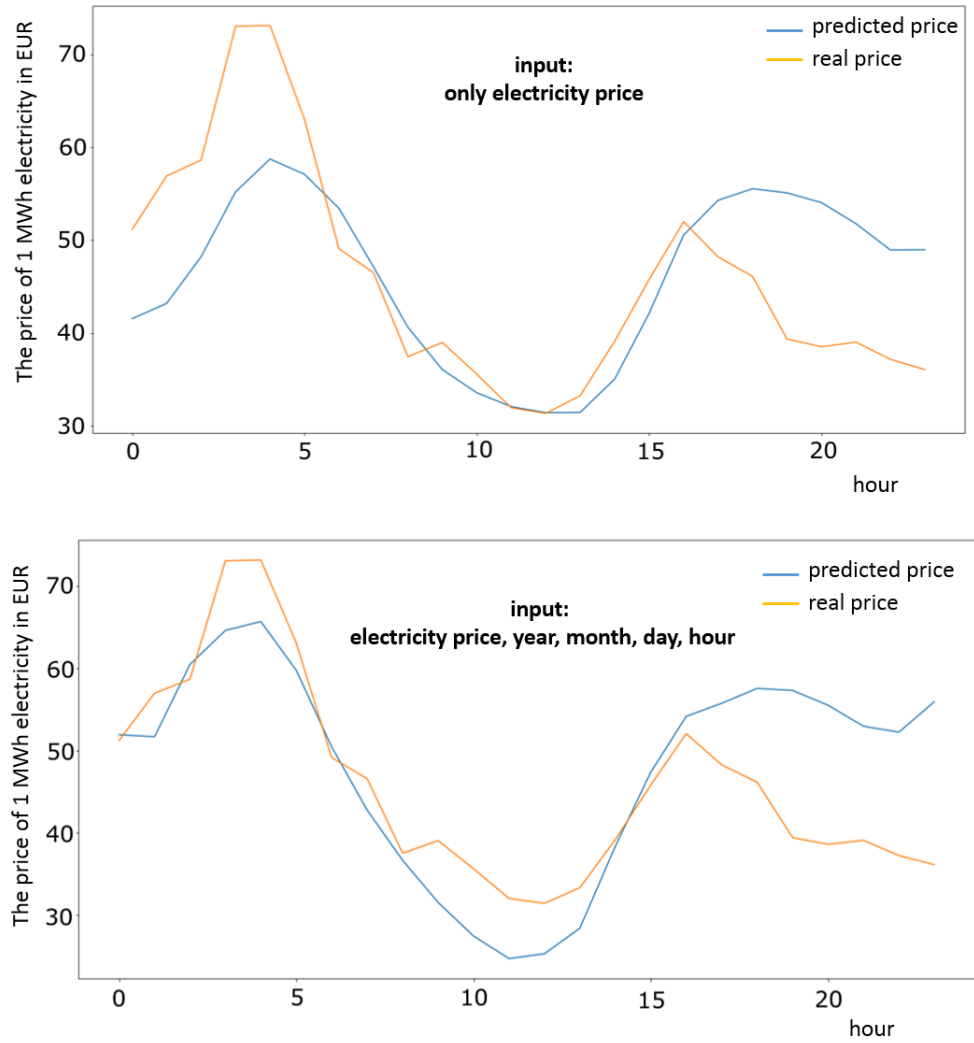 The price of 1 MWh electricity in EUR
predicted price
real price
input:
only electricity price
70
60
50
40
30
0 5 10 15 20
hour
The price of 1 MWh electricity in EUR
predicted price
real price
input:
electricity price, year, month, day, hour
70
60
50
40
30
0 5 10 15 20
hour